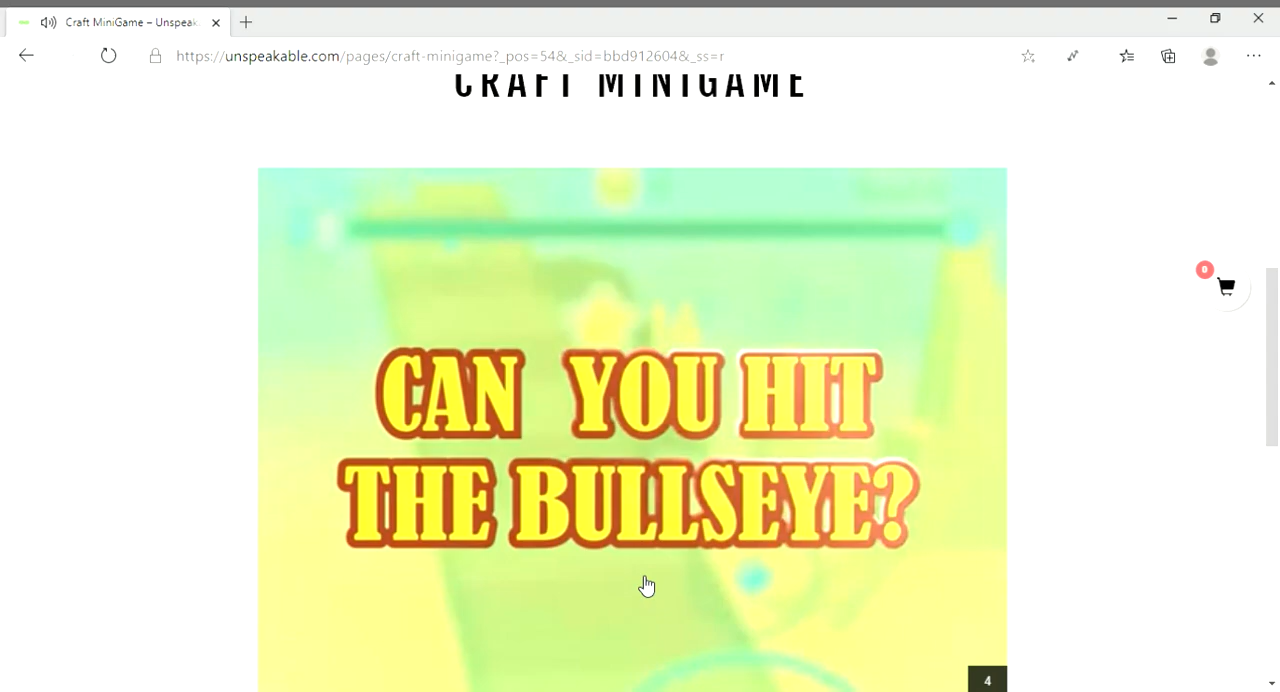 Craft MiniGame – Unspeak
https://unspeakable.com/pages/craft-minigame?_pos=54&_sid=bbd912604&_ss=r
CRAFT MINIGAME
0
14
CAN YOU HIT
THE BULLSEYE?
4